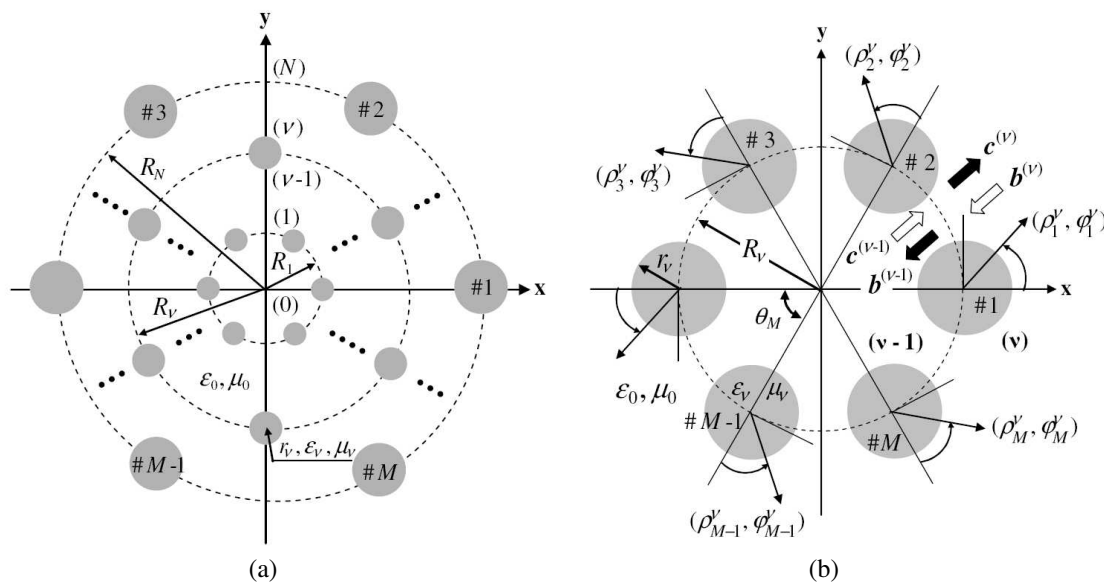 y
(N)
#3
#2
(ν)
R_N
(ν-1)
(1)
R_1
x
(0)
#1
R_ν
ε_0, μ_0
r_ν, ε_ν, μ_ν
#M-1
#M
(a)
y
(ρ_2^ν, φ_2^ν)
#3
#2
c^(ν)
b^(ν)
(ρ_3^ν, φ_3^ν)
(ρ_1^ν, φ_1^ν)
R_ν
c^(ν-1)
r_ν
b^(ν-1)
x
#1
θ_M
(ν - 1)
(ν)
ε_0, μ_0
ε_ν
μ_ν
#M-1
#M
(ρ_M^ν, φ_M^ν)
(ρ_{M-1}^ν, φ_{M-1}^ν)
(b)